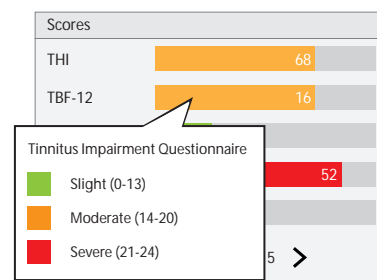 Scores
THI 68
TBF-12 16
Tinnitus Impairment Questionnaire
Slight (0-13)
Moderate (14-20)
Severe (21-24)
52
5